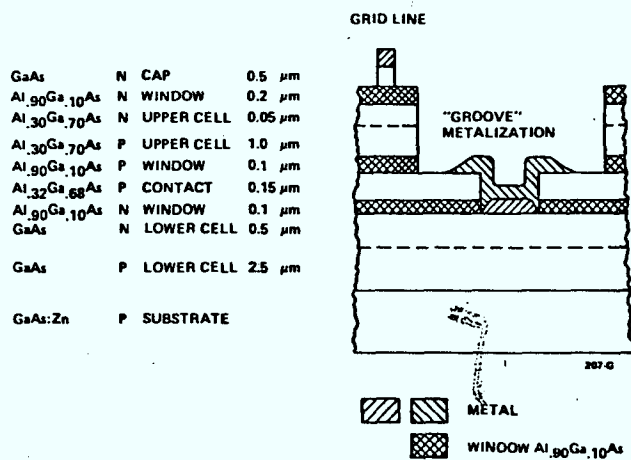 GRID LINE
GaAs N CAP 0.5 μm
Al.90Ga.10As N WINDOW 0.2 μm
Al.30Ga.70As N UPPER CELL 0.05 μm
Al.30Ga.70As P UPPER CELL 1.0 μm
Al.90Ga.10As P WINDOW 0.1 μm
Al.32Ga.68As P CONTACT 0.15 μm
Al.90Ga.10As N WINDOW 0.1 μm
GaAs N LOWER CELL 0.5 μm
GaAs P LOWER CELL 2.5 μm
GaAs:Zn P SUBSTRATE
"GROOVE"
METALIZATION
267-G
METAL
WINDOW Al.90Ga.10As